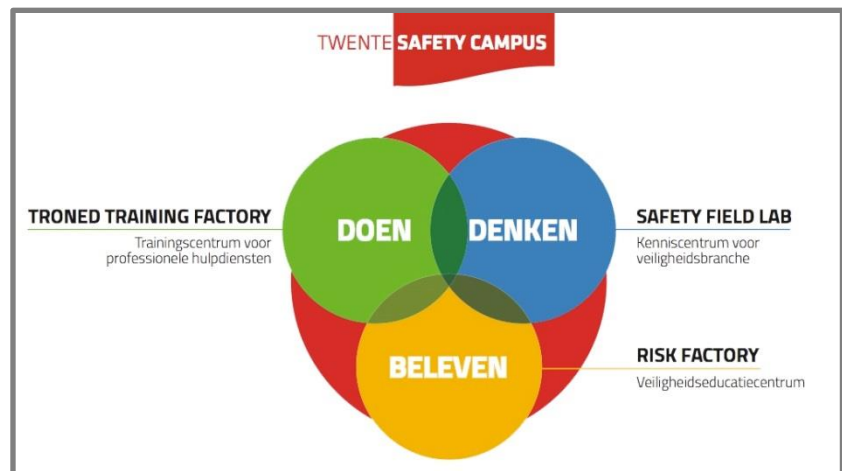 TWENTE SAFETY CAMPUS
TRONED TRAINING FACTORY
Trainingscentrum voor
professionele hulpdiensten
DOEN
DENKEN
SAFETY FIELD LAB
Kenniscentrum voor
veiligheidsbranche
BELEVEN
RISK FACTORY
Veiligheidseducatiecentrum